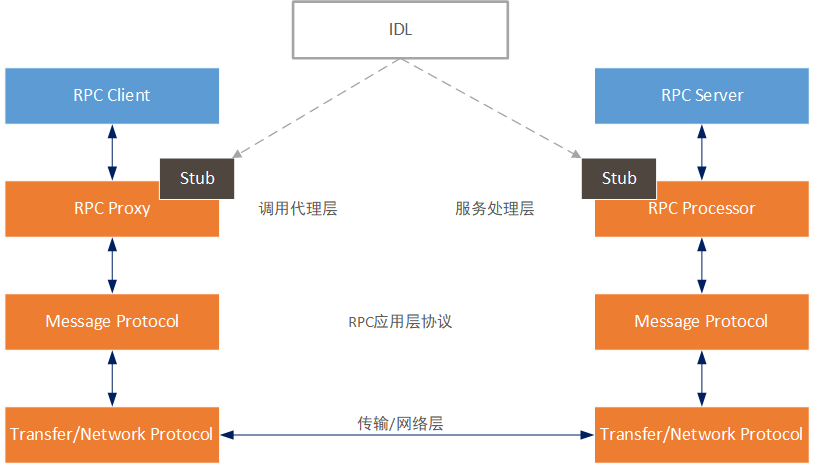 IDL
RPC Client
RPC Server
Stub
Stub
RPC Proxy
调用代理层
服务处理层
RPC Processor
Message Protocol
RPC应用层协议
Message Protocol
Transfer/Network Protocol
传输/网络层
Transfer/Network Protocol